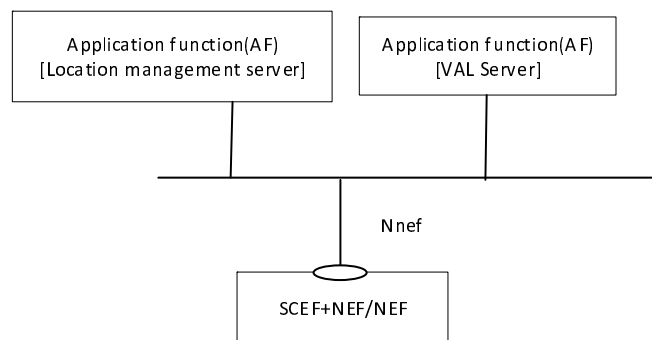 Application function(AF)
[Location management server]
Application function(AF)
[VAL Server]
Nnef
SCEF+NEF/NEF